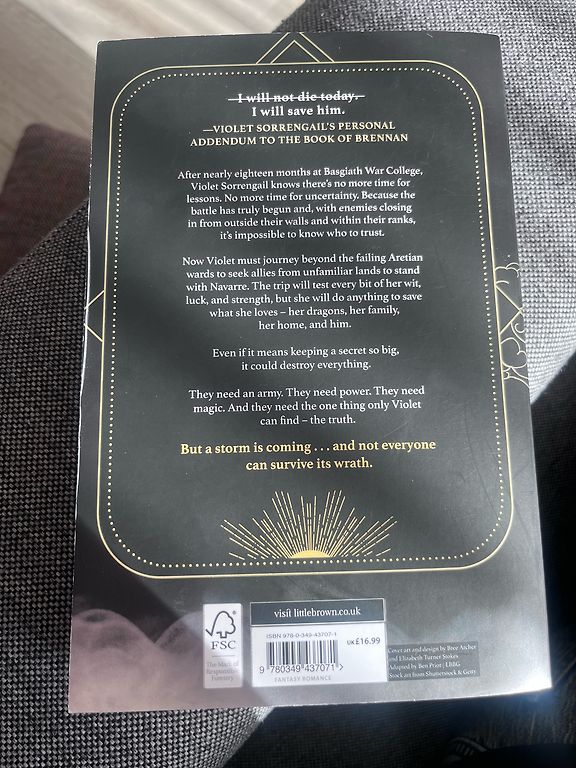 I will not die today.
I will save him.
—VIOLET SORRENGAIL'S PERSONAL
ADDENDUM TO THE BOOK OF BRENNAN
After nearly eighteen months at Basgiath War College,
Violet Sorrengail knows there's no more time for
lessons. No more time for uncertainty. Because the
battle has truly begun and, with enemies closing
in from outside their walls and within their ranks,
it's impossible to know who to trust.
Now Violet must journey beyond the failing Aretian
wards to seek allies from unfamiliar lands to stand
with Navarre. The trip will test every bit of her wit,
luck, and strength, but she will do anything to save
what she loves – her dragons, her family,
her home, and him.
Even if it means keeping a secret so big,
it could destroy everything.
They need an army. They need power. They need
magic. And they need the one thing only Violet
can find – the truth.
But a storm is coming . . . and not everyone
can survive its wrath.
FSC
The Mark of
Responsible
Forestry
visit littlebrown.co.uk
ISBN 978-0-349-43707-1
UK £16.99
9 780349 437071 >
FANTASY ROMANCE
Cover art and design by Bree Archer
and Elizabeth Turner Stokes
Adapted by Ben Prior | LBBG
Stock art from Shutterstock & Getty